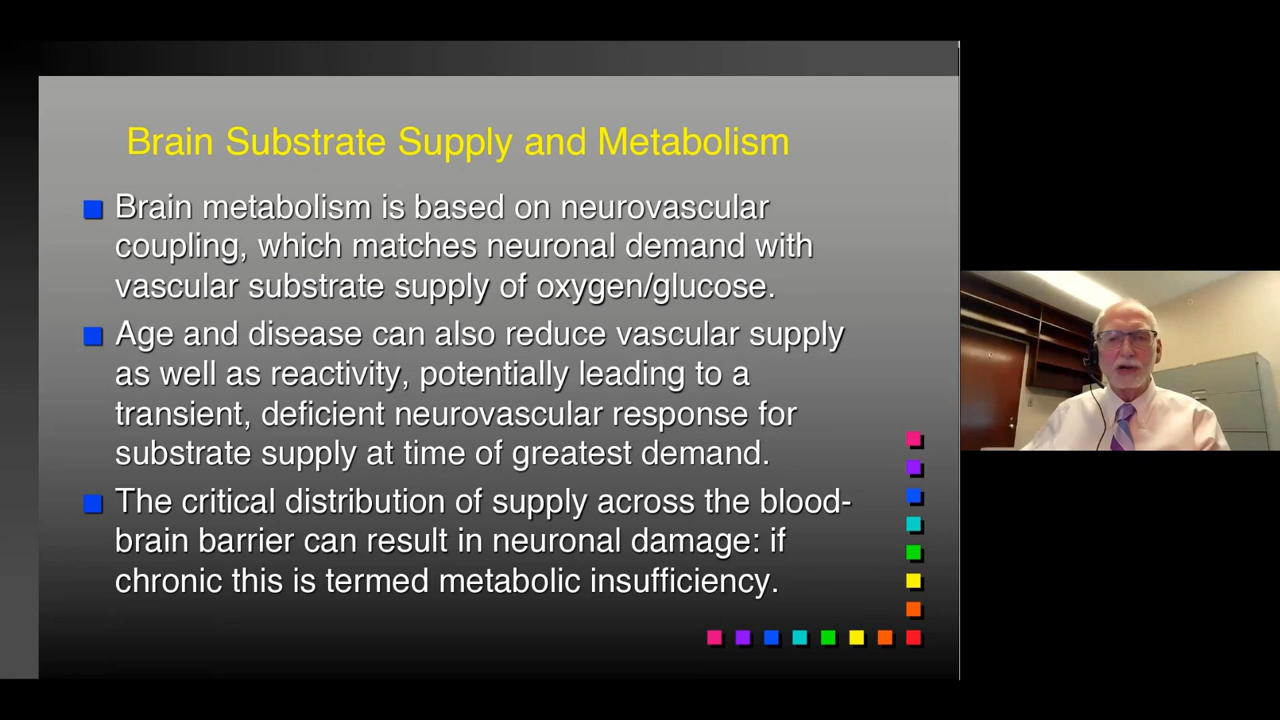 Brain Substrate Supply and Metabolism
Brain metabolism is based on neurovascular
coupling, which matches neuronal demand with
vascular substrate supply of oxygen/glucose.
Age and disease can also reduce vascular supply
as well as reactivity, potentially leading to a
transient, deficient neurovascular response for
substrate supply at time of greatest demand.
The critical distribution of supply across the blood-
brain barrier can result in neuronal damage: if
chronic this is termed metabolic insufficiency.